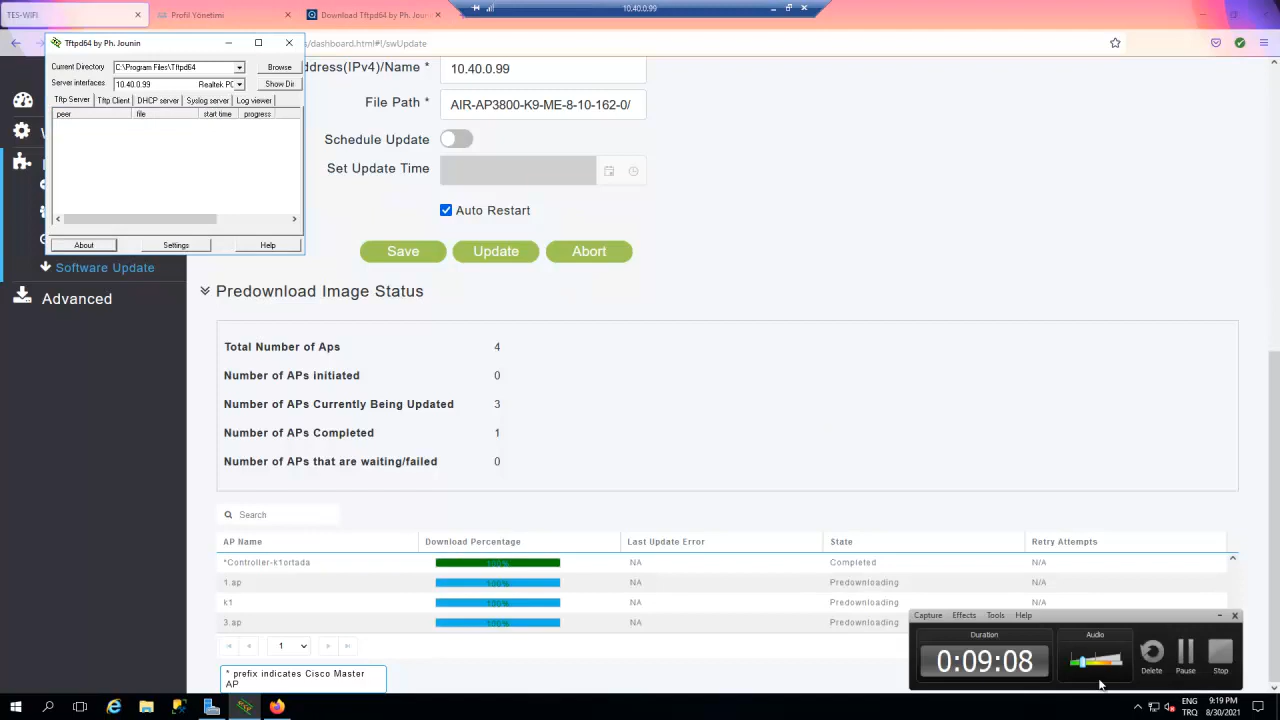 TES-WIFI
Profil Yönetimi
Download Tftpd64 by Ph. Joun
10.40.0.99
Tftpd64 by Ph. Jounin
s/dashboard.html#!/swUpdate
Current Directory
C:\Program Files\Tftpd64
Browse
Server interfaces
10.40.0.99
Realtek PC
Show Dir
Tftp Server
Tftp Client
DHCP server
Syslog server
Log viewer
peer
file
start time
progress
About
Settings
Help
Software Update
Advanced
ddress(IPv4)/Name *
10.40.0.99
File Path *
AIR-AP3800-K9-ME-8-10-162-0/
Schedule Update
Set Update Time
Auto Restart
Save
Update
Abort
Predownload Image Status
Total Number of Aps 4
Number of APs initiated 0
Number of APs Currently Being Updated 3
Number of APs Completed 1
Number of APs that are waiting/failed 0
Search
AP Name Download Percentage Last Update Error State Retry Attempts
*Controller-k1ortada 100% NA Completed N/A
1.ap 100% NA Predownloading N/A
k1 100% NA Predownloading N/A
3.ap 100% NA Predownloading
1
* prefix indicates Cisco Master
AP
Capture Effects Tools Help
Duration
0:09:08
Audio
Delete
Pause
Stop
ENG
TRQ
9:19 PM
8/30/2021